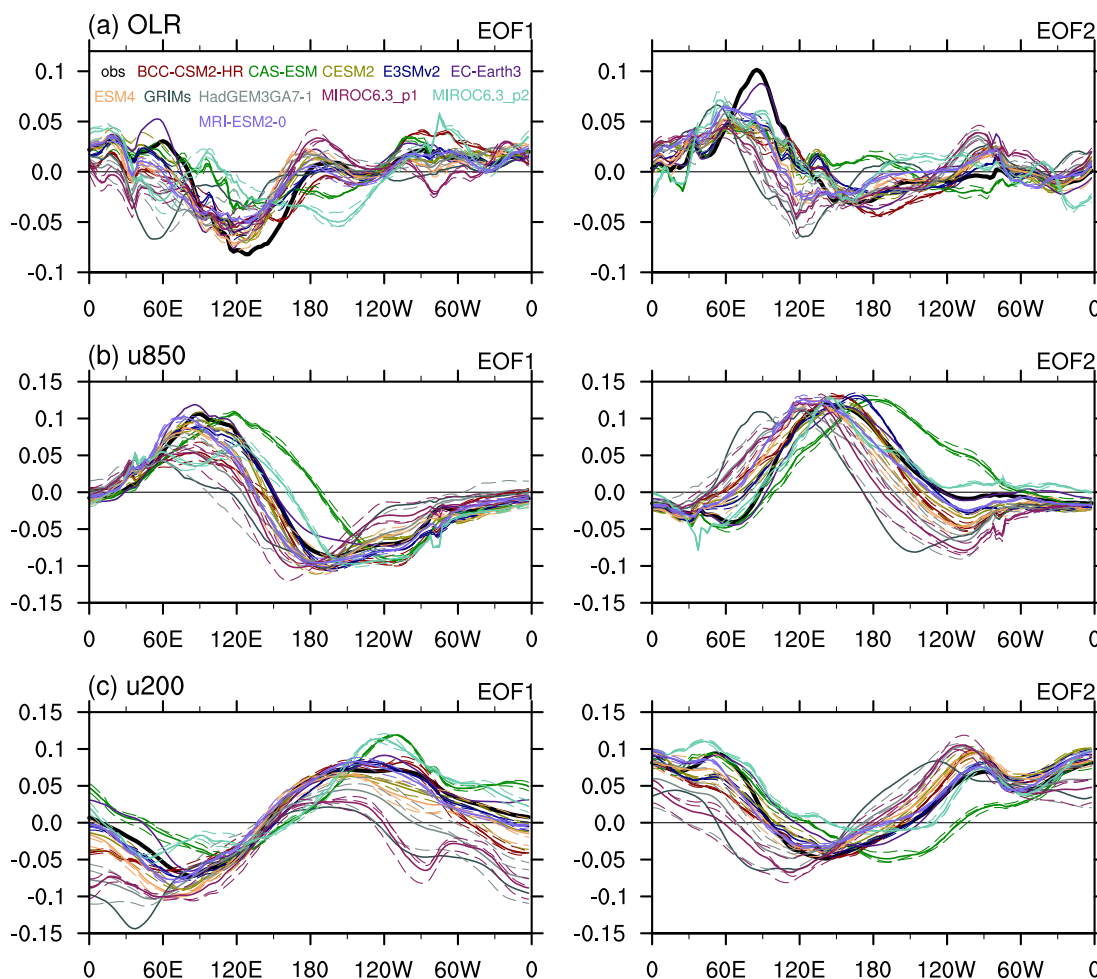 (a) OLR EOF1 EOF2
0.1 0.1
obs BCC-CSM2-HR CAS-ESM CESM2 E3SMv2 EC-Earth3
ESM4 GRIMs HadGEM3GA7-1 MIROC6.3_p1 MIROC6.3_p2
MRI-ESM2-0
0.05 0.05
0.0 0.0
-0.05 -0.05
-0.1 -0.1
0 60E 120E 180 120W 60W 0 0 60E 120E 180 120W 60W 0
(b) u850 EOF1 EOF2
0.15 0.15
0.1 0.1
0.05 0.05
0.0 0.0
-0.05 -0.05
-0.1 -0.1
-0.15 -0.15
0 60E 120E 180 120W 60W 0 0 60E 120E 180 120W 60W 0
(c) u200 EOF1 EOF2
0.15 0.15
0.1 0.1
0.05 0.05
0.0 0.0
-0.05 -0.05
-0.1 -0.1
-0.15 -0.15
0 60E 120E 180 120W 60W 0 0 60E 120E 180 120W 60W 0